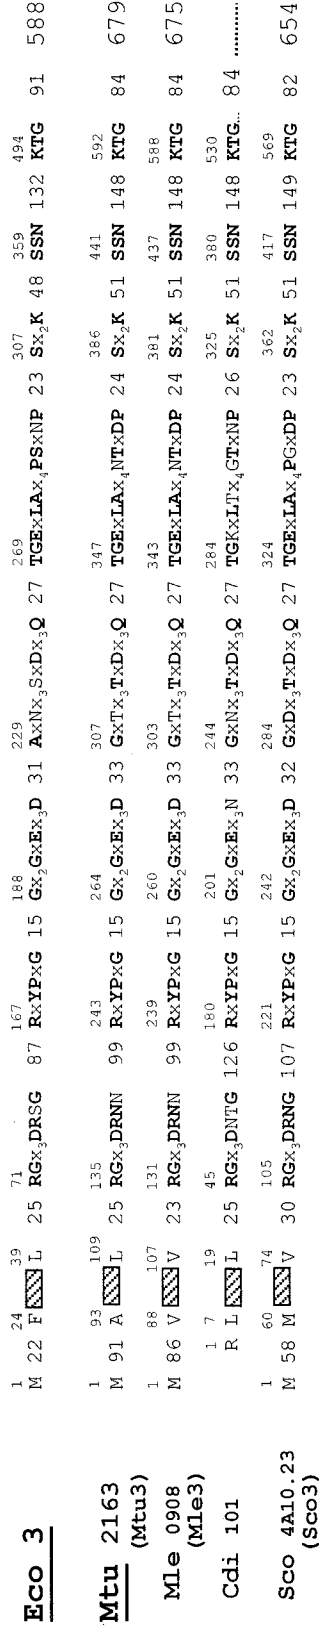 1 24 39 71 167 188 229 269 307 359 494
Eco 3 M 22 F L 25 RGx3DRSG 87 RxYPxG 15 Gx2GxEx3D 31 AxNx3SxDx3Q 27 TGExLAx4PSxNP 23 Sx2K 48 SSN 132 KTG 91 588
1 93 109 135 243 264 307 347 386 441 592
Mtu 2163 M 91 A L 25 RGx3DRNN 99 RxYPxG 15 Gx2GxEx3D 33 GxTx3TxDx3Q 27 TGExLAx4NTxDP 24 Sx2K 51 SSN 148 KTG 84 679
(Mtu3)
1 88 107 131 239 260 303 343 381 437 588
Mle 0908 M 86 V V 23 RGx3DRNN 99 RxYPxG 15 Gx2GxEx3D 33 GxTx3TxDx3Q 27 TGExLAx4NTxDP 24 Sx2K 51 SSN 148 KTG 84 675
(Mle3)
1 7 19 45 180 201 244 284 325 380 530
Cdi 101 R L L 25 RGx3DNTG 126 RxYPxG 15 Gx2GxEx3N 33 GxNx3TxDx3Q 27 TGKxLTx4GTxNP 26 Sx2K 51 SSN 148 KTG... 84 ............
1 60 74 105 221 242 284 324 362 417 569
Sco 4A10.23 M 58 M V 30 RGx3DRNG 107 RxYPxG 15 Gx2GxEx3D 32 GxDx3TxDx3Q 27 TGExLAx4PGxDP 23 Sx2K 51 SSN 149 KTG 82 654
(Sco3)